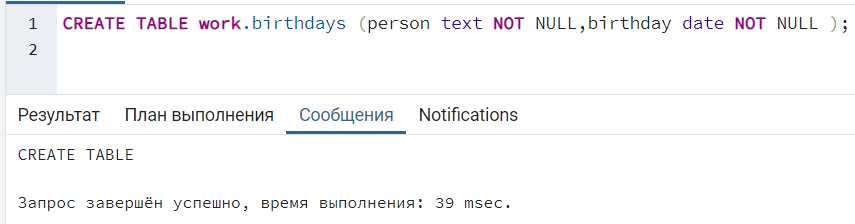 1 CREATE TABLE work.birthdays (person text NOT NULL,birthday date NOT NULL );
2
Результат План выполнения Сообщения Notifications
CREATE TABLE
Запрос завершён успешно, время выполнения: 39 msec.